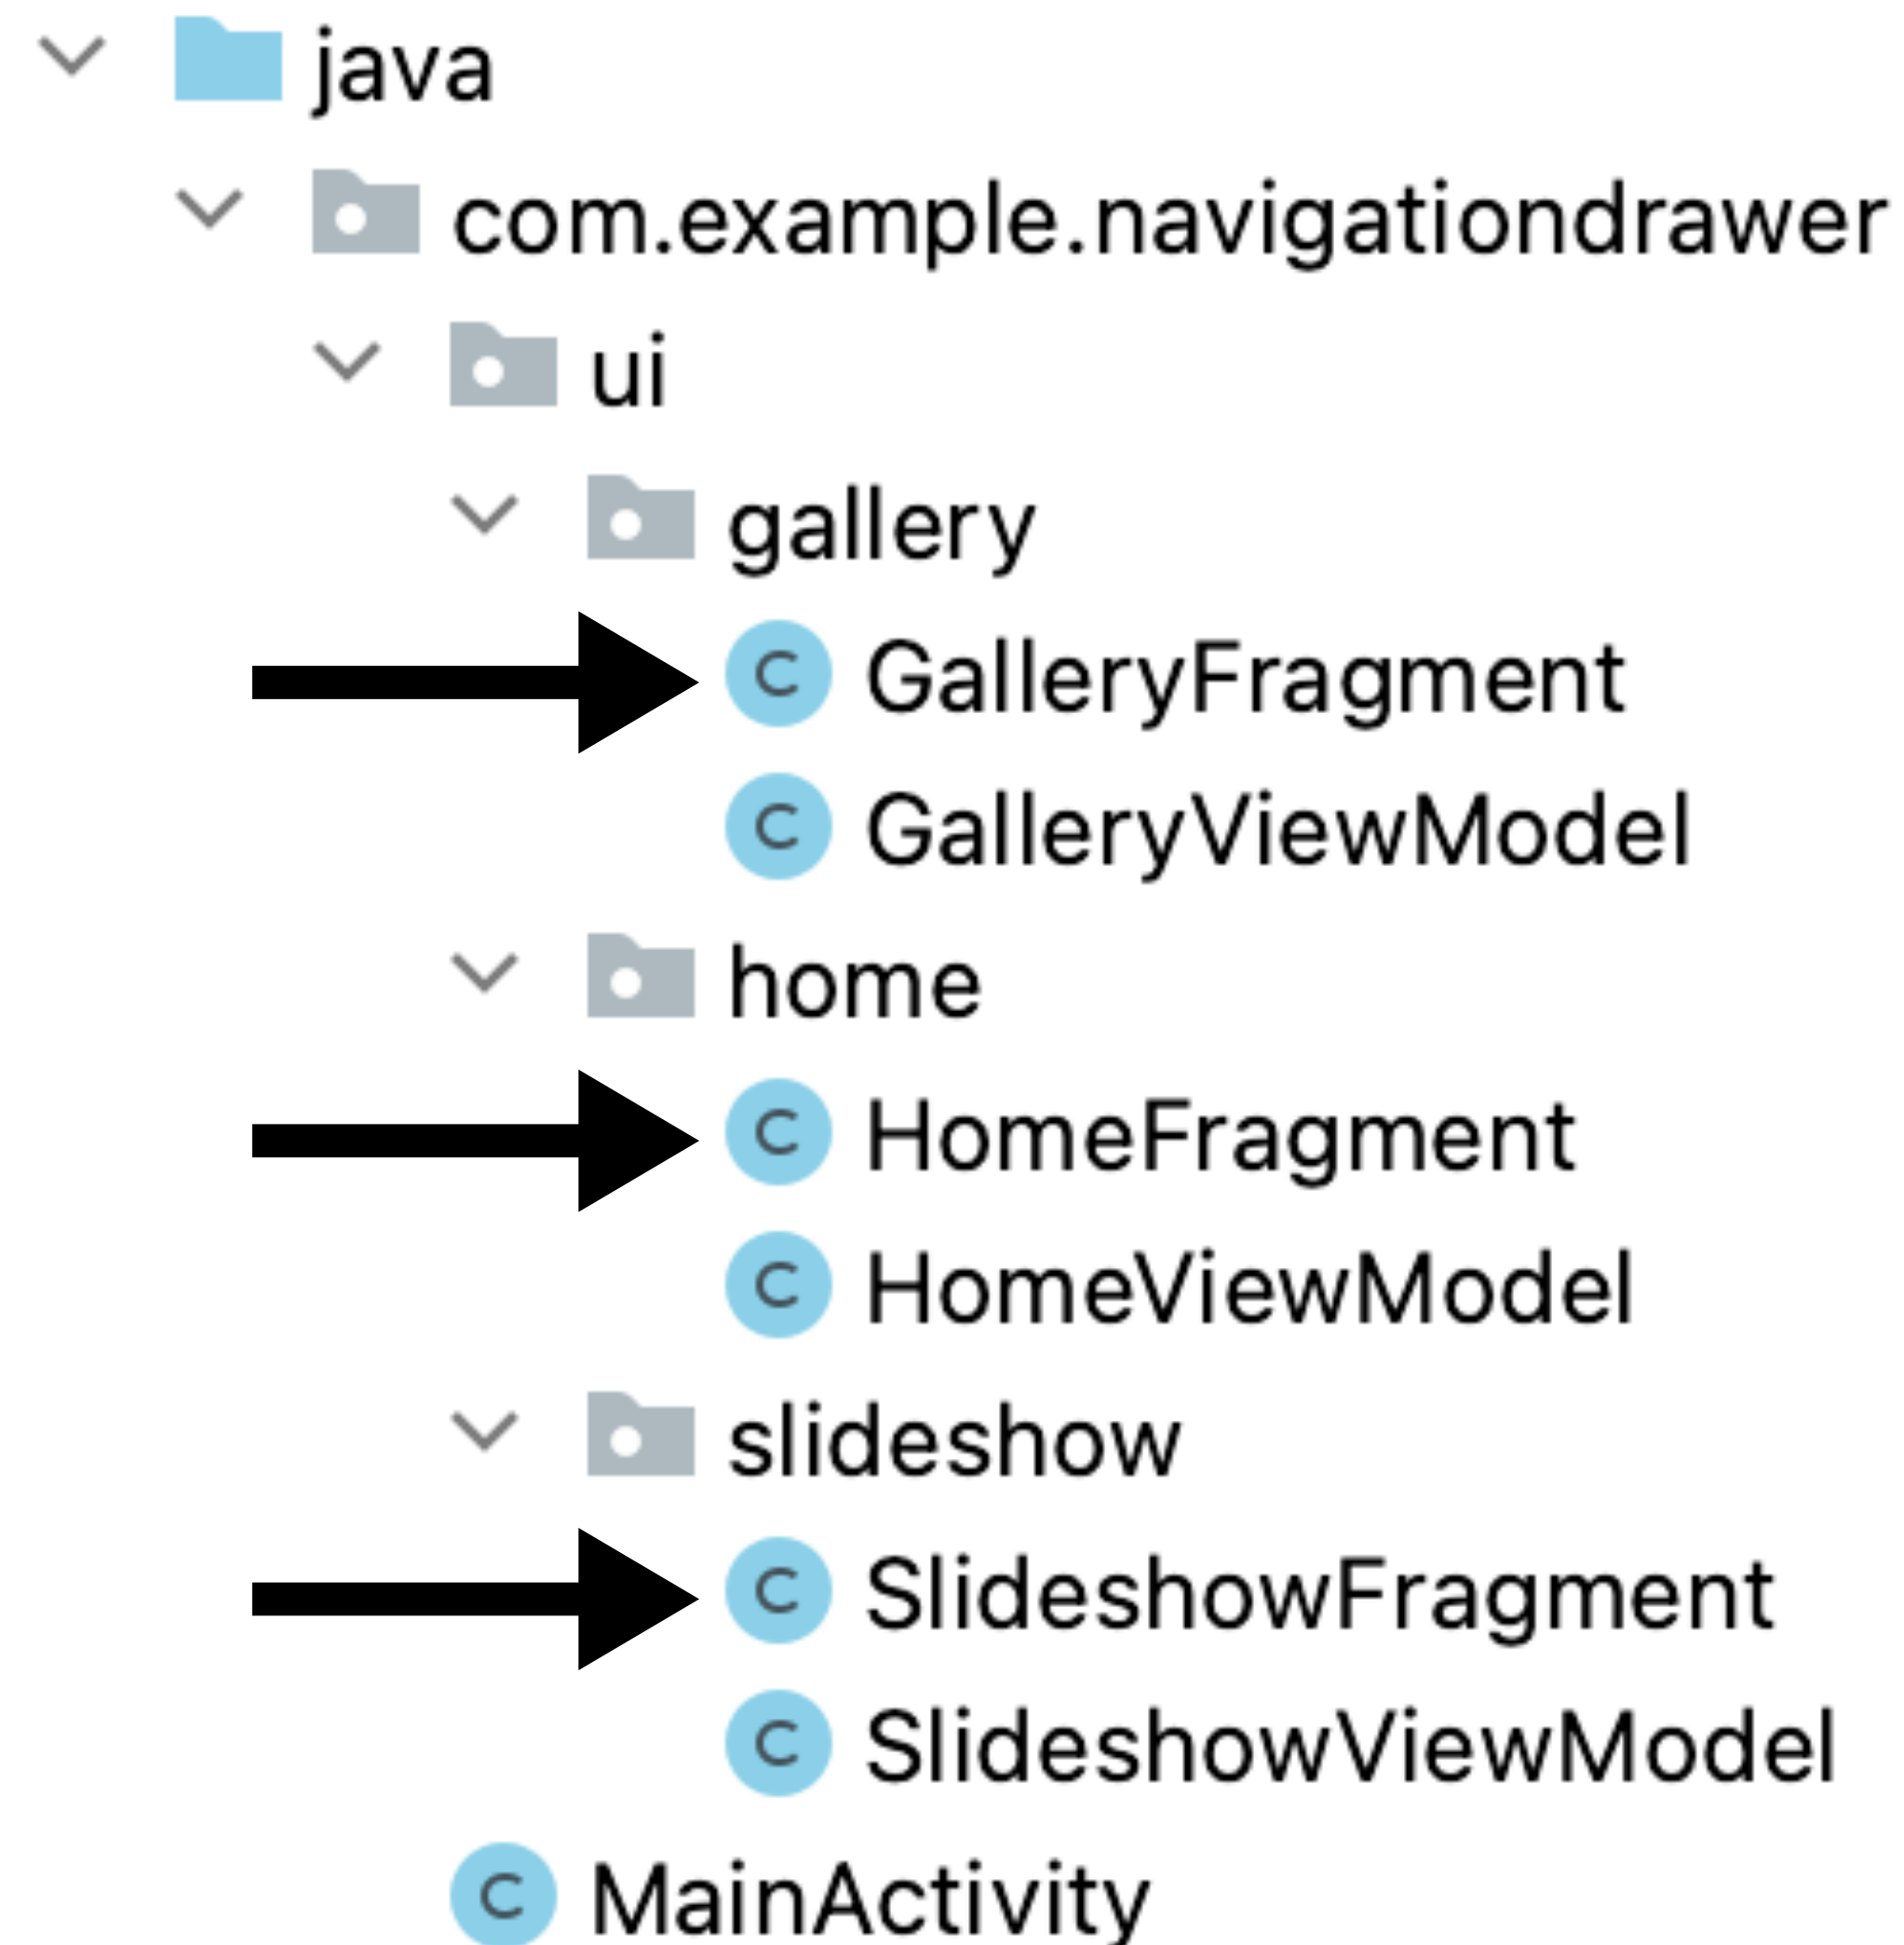 java
com.example.navigationdrawer
ui
gallery
C GalleryFragment
C GalleryViewModel
home
C HomeFragment
C HomeViewModel
slideshow
C SlideshowFragment
C SlideshowViewModel
C MainActivity